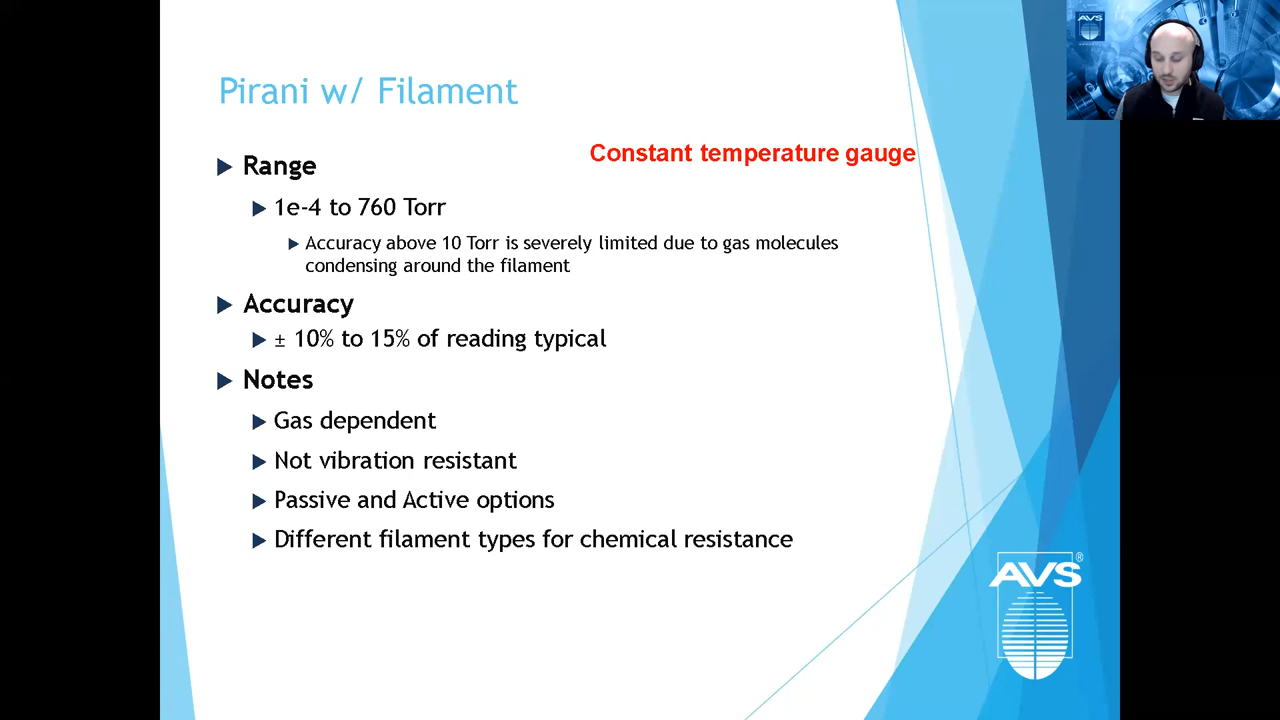 AVS
Pirani w/ Filament
Constant temperature gauge
Range
1e-4 to 760 Torr
Accuracy above 10 Torr is severely limited due to gas molecules
condensing around the filament
Accuracy
± 10% to 15% of reading typical
Notes
Gas dependent
Not vibration resistant
Passive and Active options
Different filament types for chemical resistance
AVS®